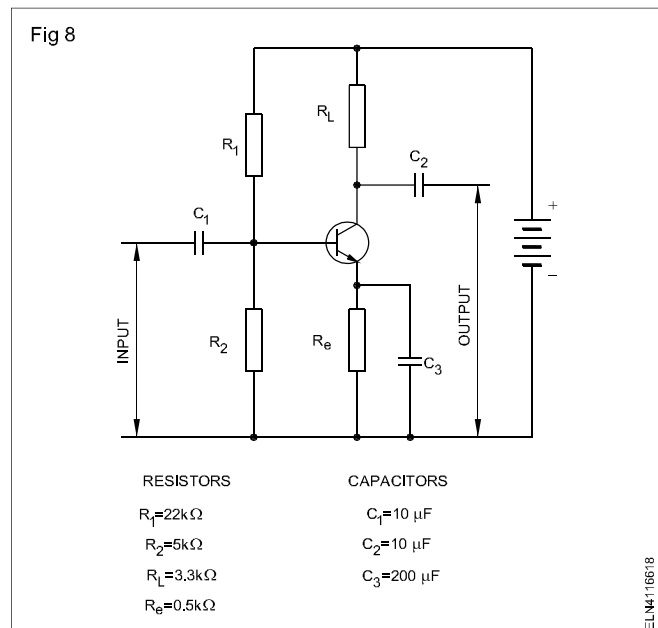 Fig 8
R1
RL
C2
C1
+
–
INPUT
R2
Re
C3
OUTPUT
RESISTORS
CAPACITORS
R1=22kΩ
C1=10 μF
R2=5kΩ
C2=10 μF
RL=3.3kΩ
C3=200 μF
Re=0.5kΩ
ELN4116618